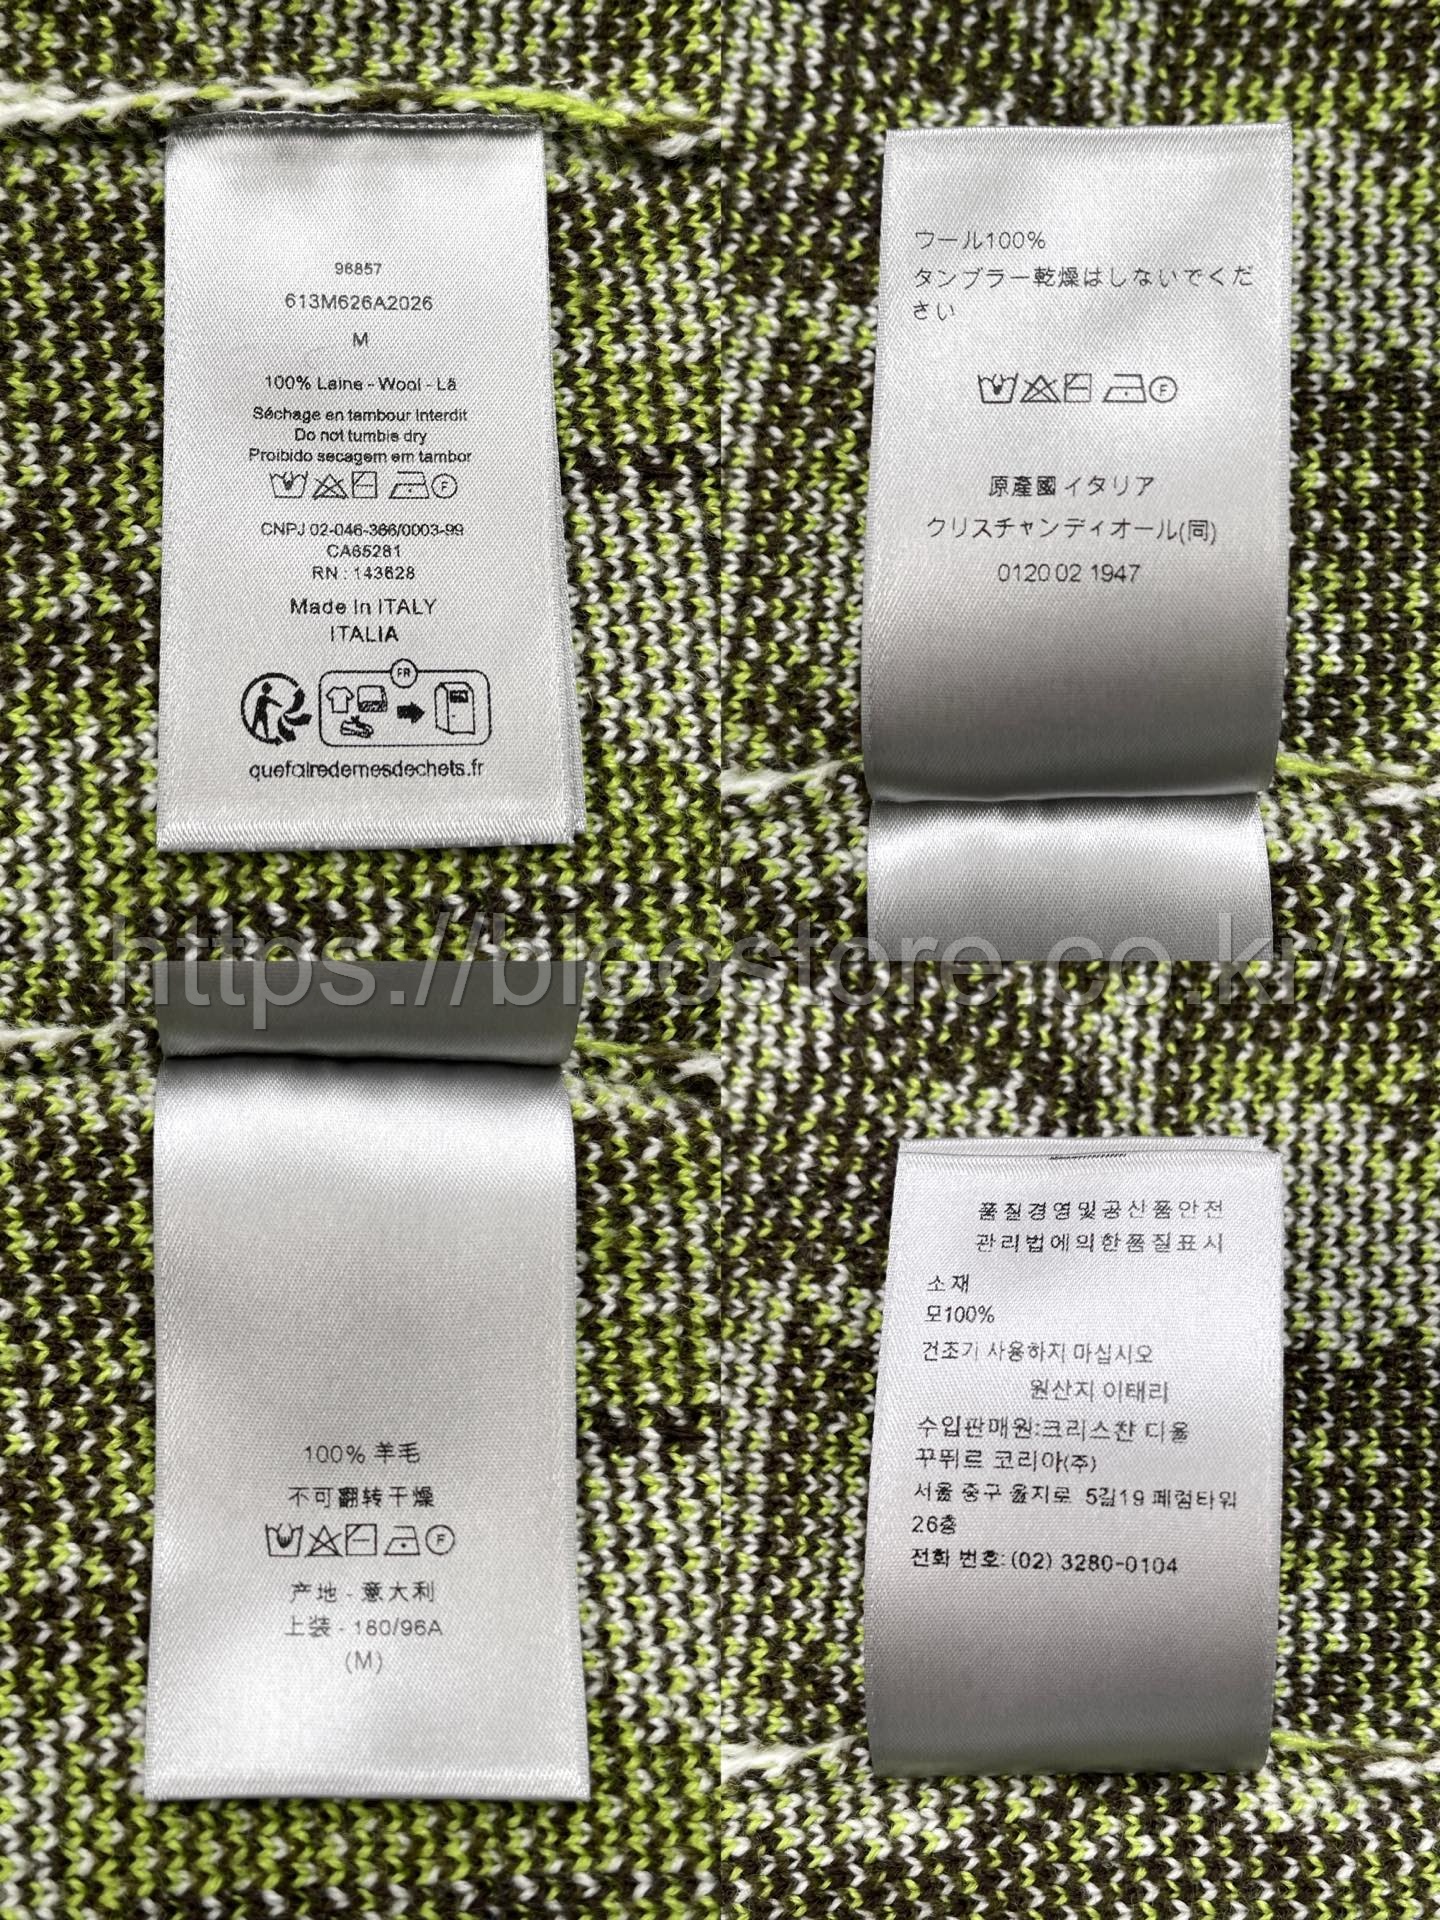 98857
613M626A2026
M
100% Laine - Wool - Lã
Séchage en tambour interdit
Do not tumble dry
Proibido secagem em tambor
CNPJ 02-046-366/0003-99
CA65281
RN : 143628
Made in ITALY
ITALIA
FR
quefairedemesdechets.fr
ウール100%
タンブラー乾燥はしないでくだ
さい
F
原產國 イタリア
クリスチャンディオール(同)
0120 02 1947
https://bloostore.co.kr/
100% 羊毛
不可翻转干燥
F
产地 - 意大利
上装 - 180/96A
(M)
품질경영및공산품안전
관리법에의한품질표시
소재
모100%
건조기 사용하지 마십시오
원산지 이태리
수입판매원:크리스챤 디올
꾸뛰르 코리아(주)
서울 중구 을지로 5길19 페럼타워
26층
전화 번호: (02) 3280-0104